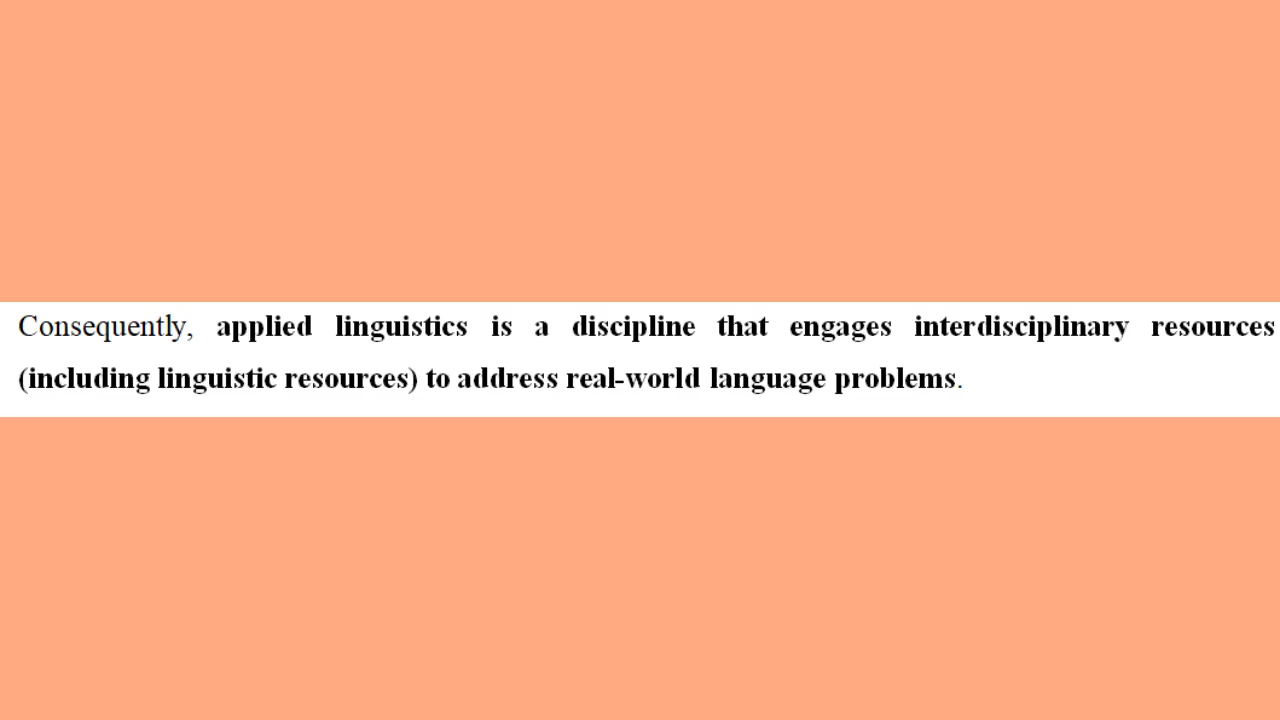 Consequently, applied linguistics is a discipline that engages interdisciplinary resources
(including linguistic resources) to address real-world language problems.